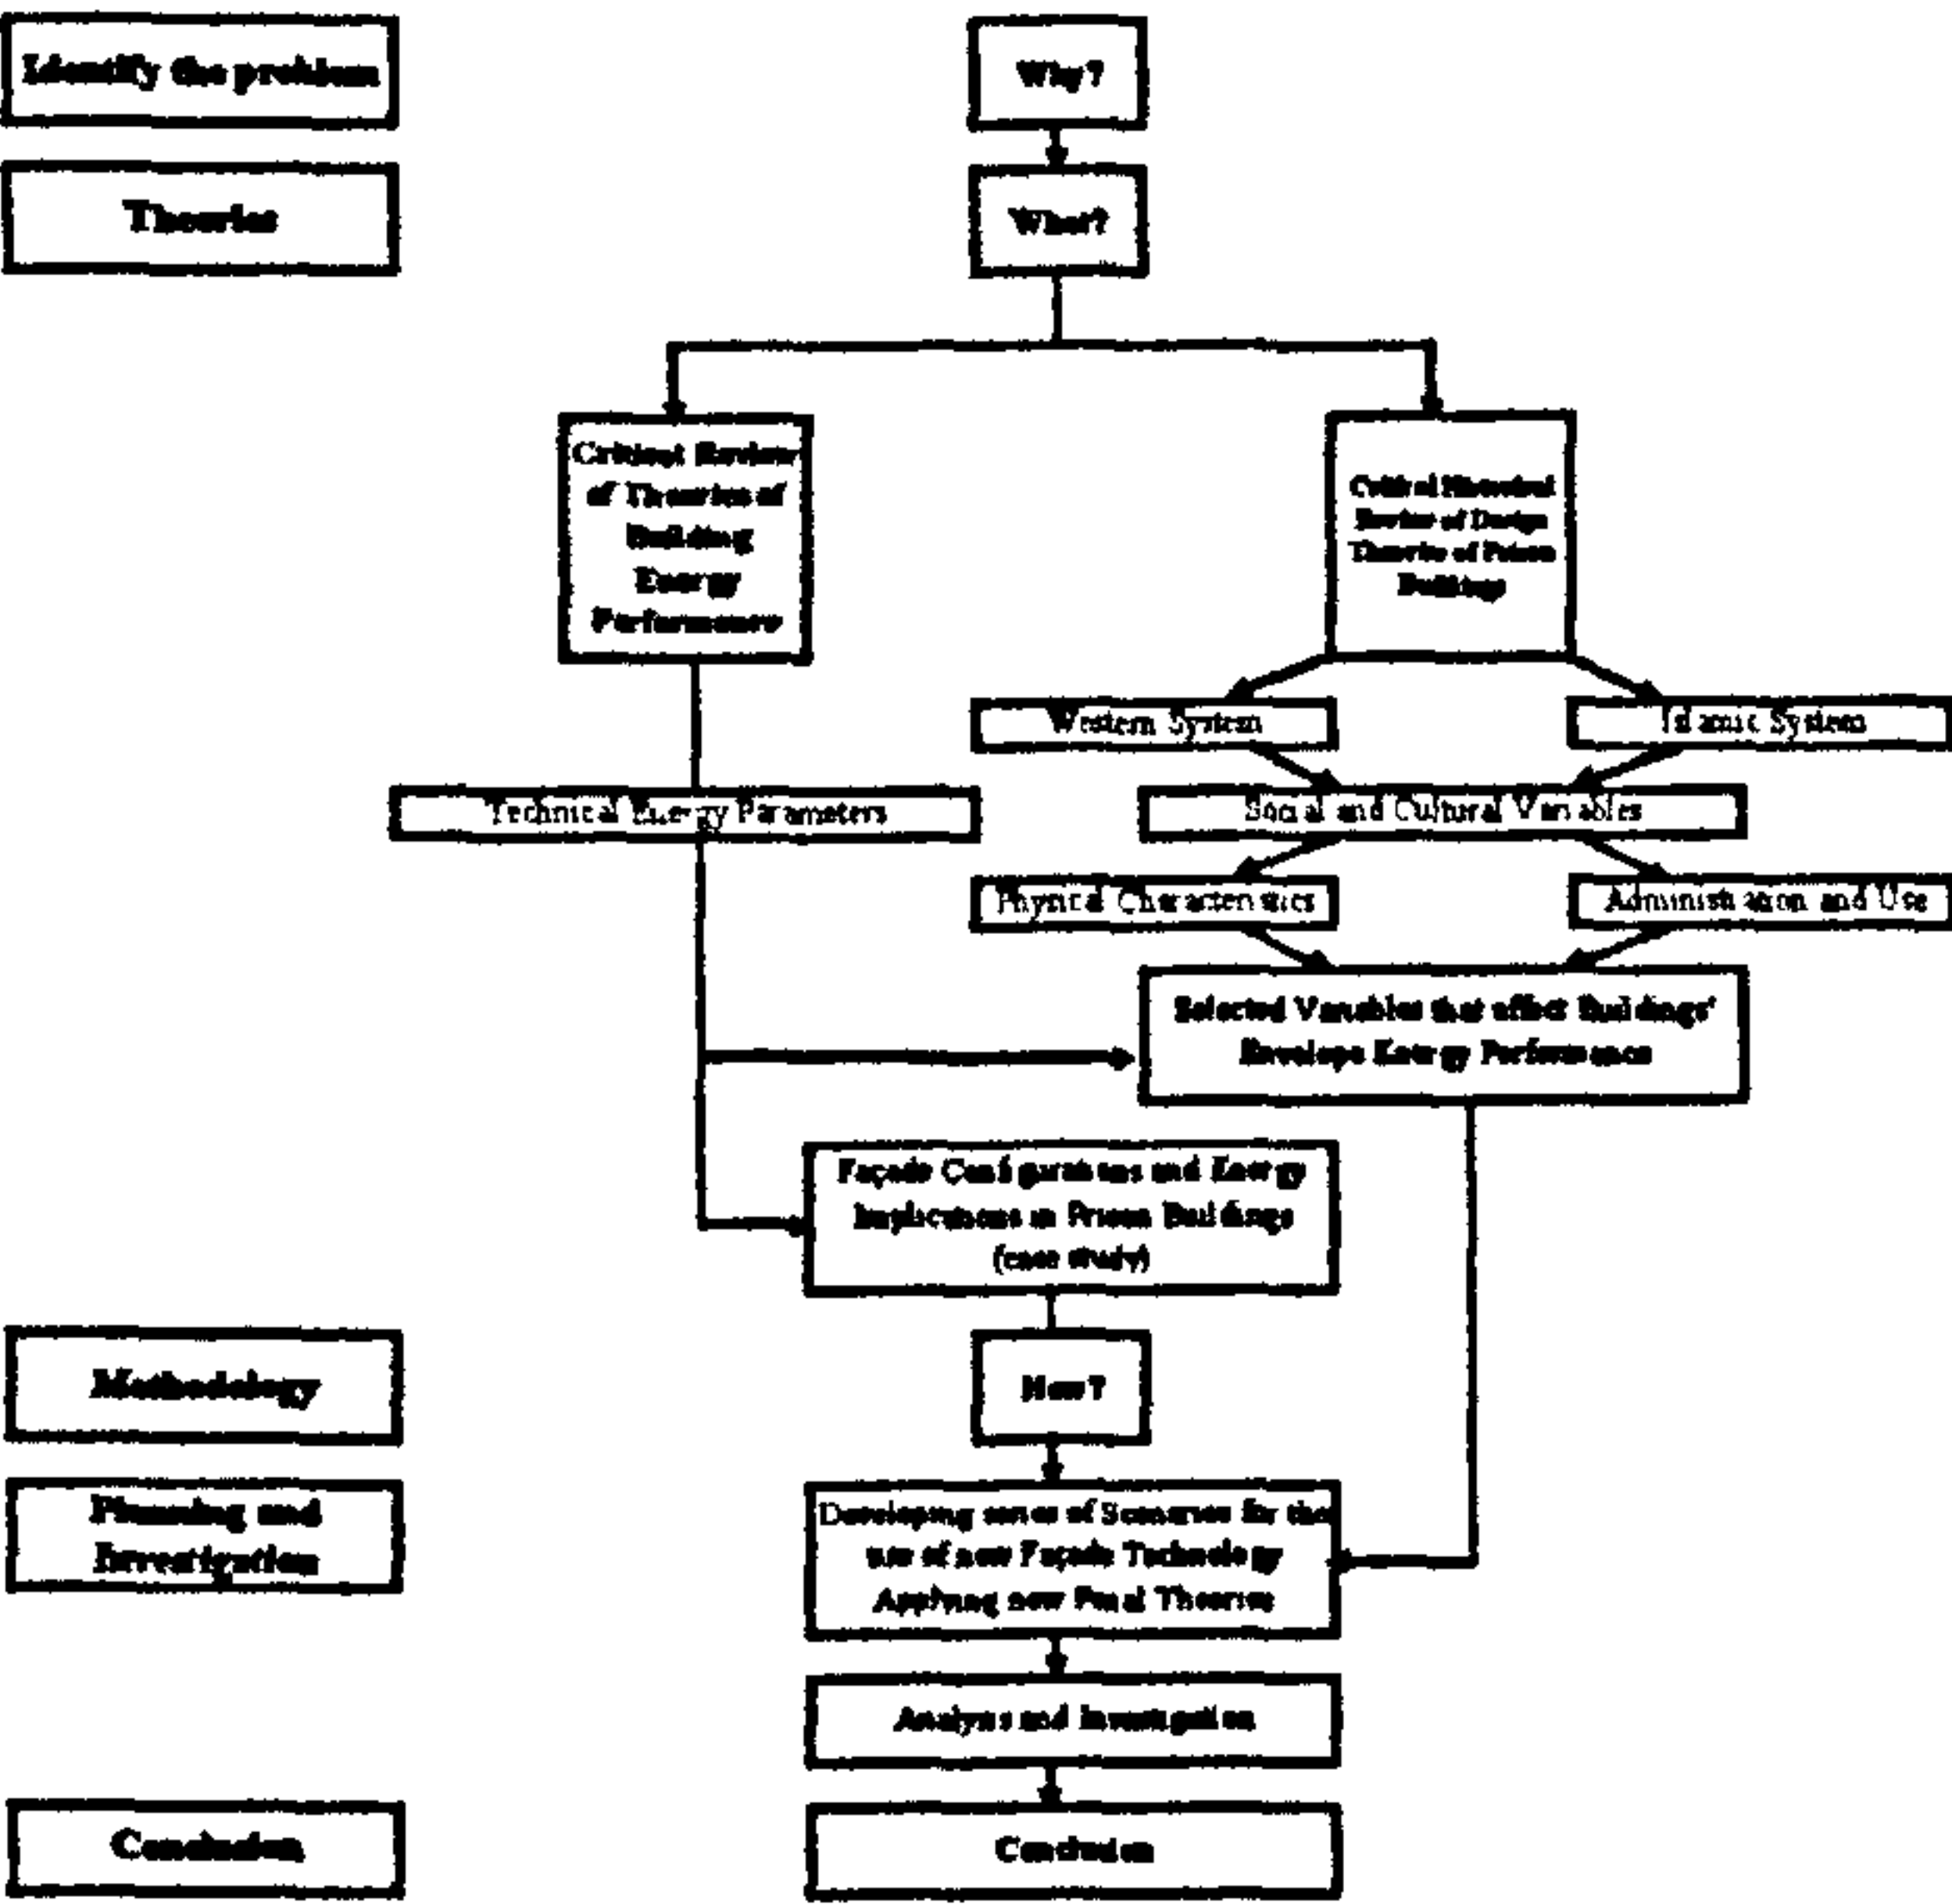 Identify the problem
Why?
Theories
What?
Critical Review
of Theories of
Building
Energy
Performance
Critical Historical
Review of Design
Theories of Prison
Buildings
Western System
Islamic System
Technical Energy Parameters
Social and Cultural Variables
Physical Characteristics
Administration and Use
Selected Variables that affect Buildings'
Envelope Energy Performance
Façade Configurations and Energy
Implications in Prison Buildings
(case study)
Methodology
How?
Planning and
Investigation
Developing series of Scenarios for the
use of new Façade Technology
Applying new Penal Theories
Analysis and investigation
Conclusion
Conclusion